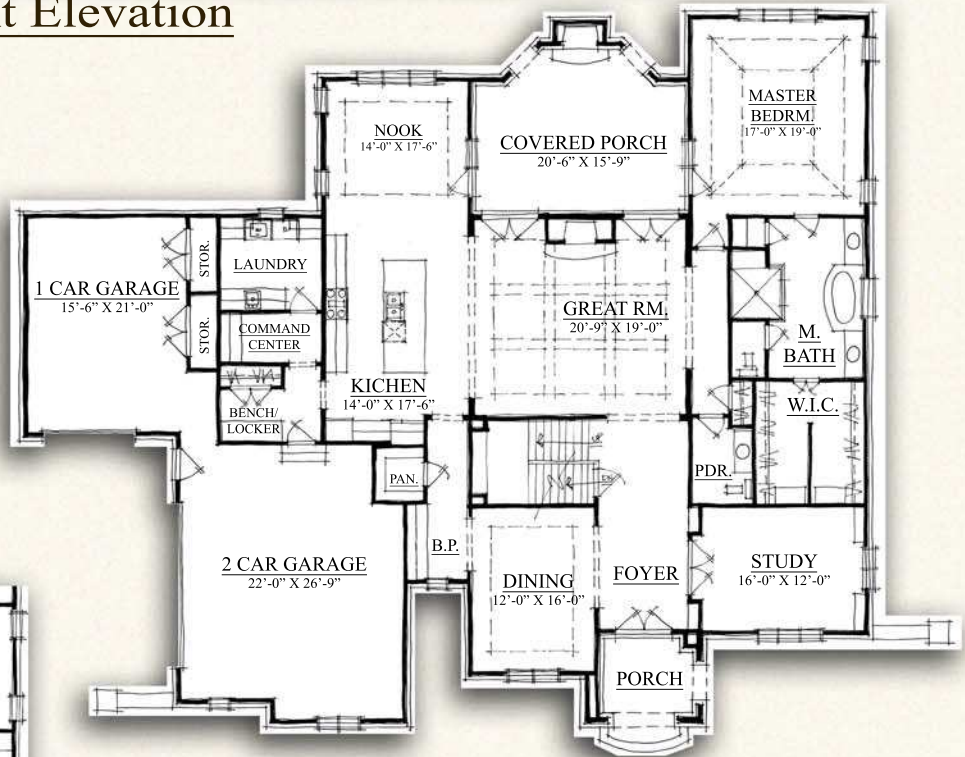 t Elevation
MASTER
BEDRM.
17'-0" X 19'-0"
NOOK
14'-0" X 17'-6"
COVERED PORCH
20'-6" X 15'-9"
STOR.
LAUNDRY
1 CAR GARAGE
15'-6" X 21'-0"
GREAT RM.
20'-9" X 19'-0"
STOR.
COMMAND
CENTER
M.
BATH
KICHEN
14'-0" X 17'-6"
W.I.C.
BENCH/
LOCKER
PAN.
PDR.
B.P.
2 CAR GARAGE
22'-0" X 26'-9"
DINING
12'-0" X 16'-0"
FOYER
STUDY
16'-0" X 12'-0"
PORCH